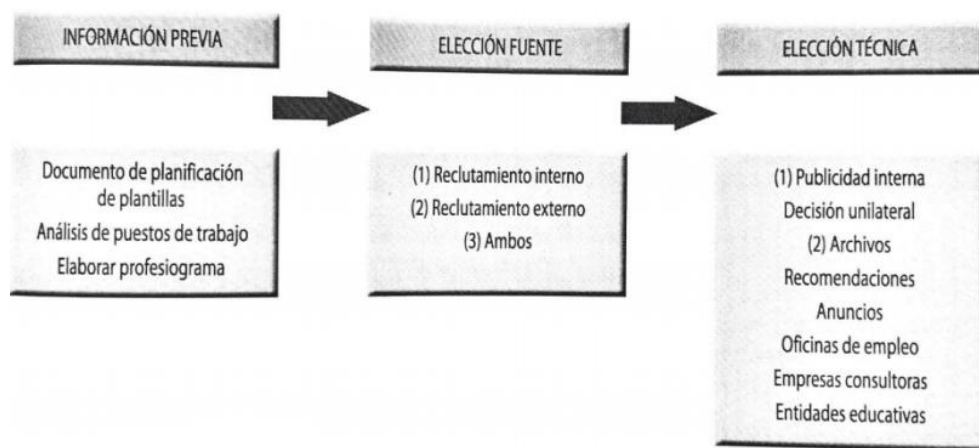 INFORMACIÓN PREVIA
Documento de planificación
de plantillas
Análisis de puestos de trabajo
Elaborar profesiograma
ELECCIÓN FUENTE
(1) Reclutamiento interno
(2) Reclutamiento externo
(3) Ambos
ELECCIÓN TÉCNICA
(1) Publicidad interna
Decisión unilateral
(2) Archivos
Recomendaciones
Anuncios
Oficinas de empleo
Empresas consultoras
Entidades educativas